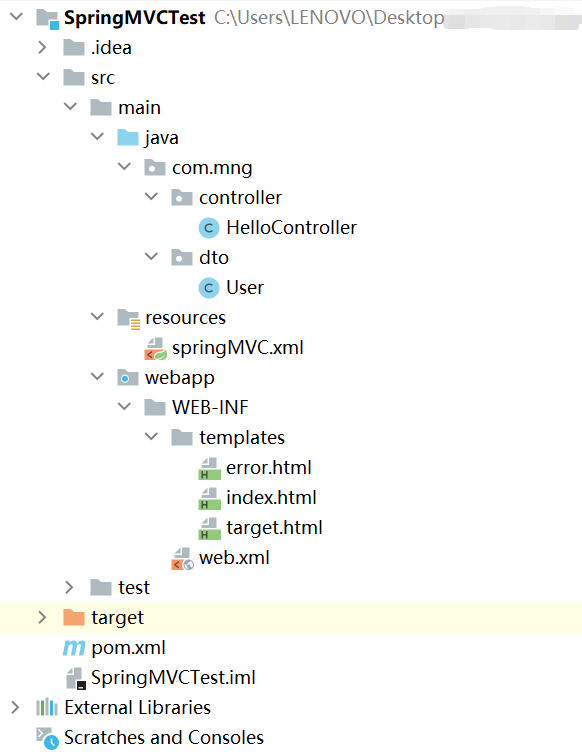 SpringMVCTest C:\Users\LENOVO\Desktop
.idea
src
main
java
com.mng
controller
C HelloController
dto
C User
resources
springMVC.xml
webapp
WEB-INF
templates
H error.html
H index.html
H target.html
web.xml
test
target
m pom.xml
SpringMVCTest.iml
External Libraries
Scratches and Consoles